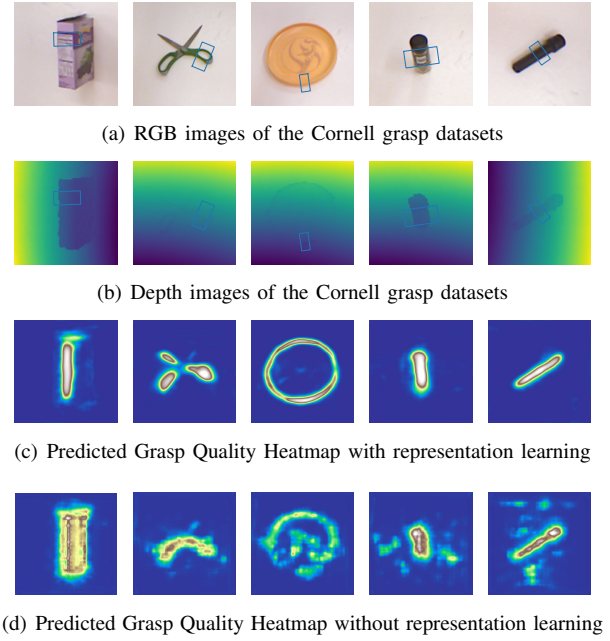 (a) RGB images of the Cornell grasp datasets
(b) Depth images of the Cornell grasp datasets
(c) Predicted Grasp Quality Heatmap with representation learning
(d) Predicted Grasp Quality Heatmap without representation learning